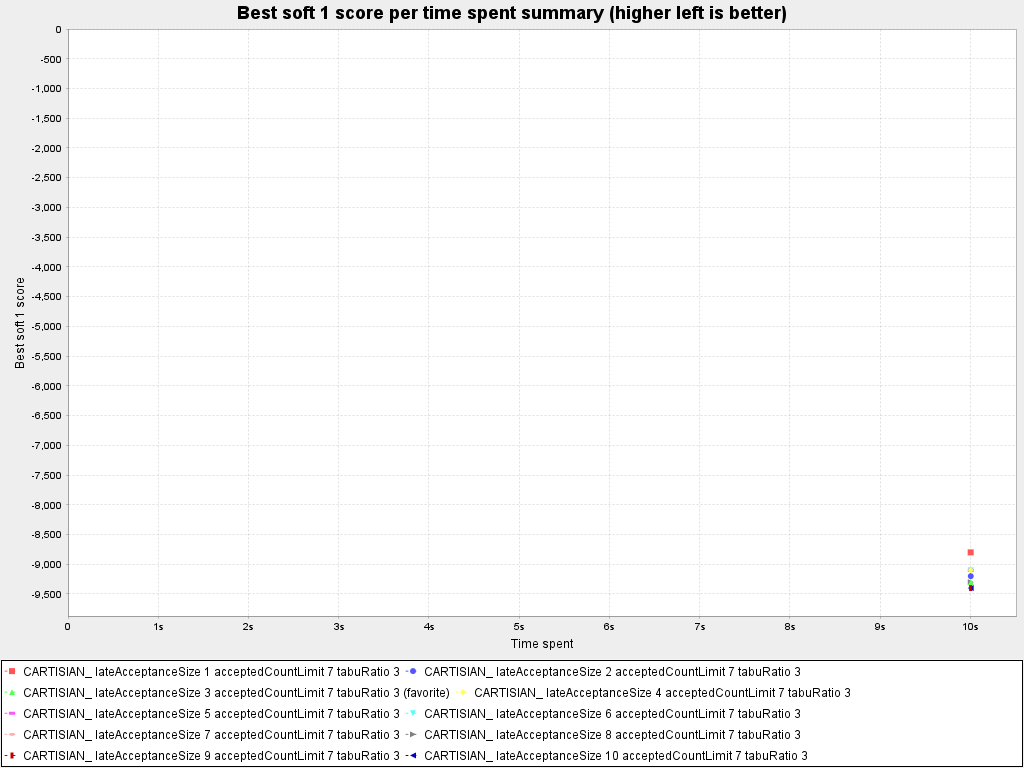 Best soft 1 score per time spent summary (higher left is better)
0
-500
-1,000
-1,500
-2,000
-2,500
-3,000
-3,500
-4,000
-4,500
-5,000
-5,500
-6,000
-6,500
-7,000
-7,500
-8,000
-8,500
-9,000
-9,500
Best soft 1 score
0 1s 2s 3s 4s 5s 6s 7s 8s 9s 10s
Time spent
CARTISIAN_ lateAcceptanceSize 1 acceptedCountLimit 7 tabuRatio 3 CARTISIAN_ lateAcceptanceSize 2 acceptedCountLimit 7 tabuRatio 3
CARTISIAN_ lateAcceptanceSize 3 acceptedCountLimit 7 tabuRatio 3 (favorite) CARTISIAN_ lateAcceptanceSize 4 acceptedCountLimit 7 tabuRatio 3
CARTISIAN_ lateAcceptanceSize 5 acceptedCountLimit 7 tabuRatio 3 CARTISIAN_ lateAcceptanceSize 6 acceptedCountLimit 7 tabuRatio 3
CARTISIAN_ lateAcceptanceSize 7 acceptedCountLimit 7 tabuRatio 3 CARTISIAN_ lateAcceptanceSize 8 acceptedCountLimit 7 tabuRatio 3
CARTISIAN_ lateAcceptanceSize 9 acceptedCountLimit 7 tabuRatio 3 CARTISIAN_ lateAcceptanceSize 10 acceptedCountLimit 7 tabuRatio 3